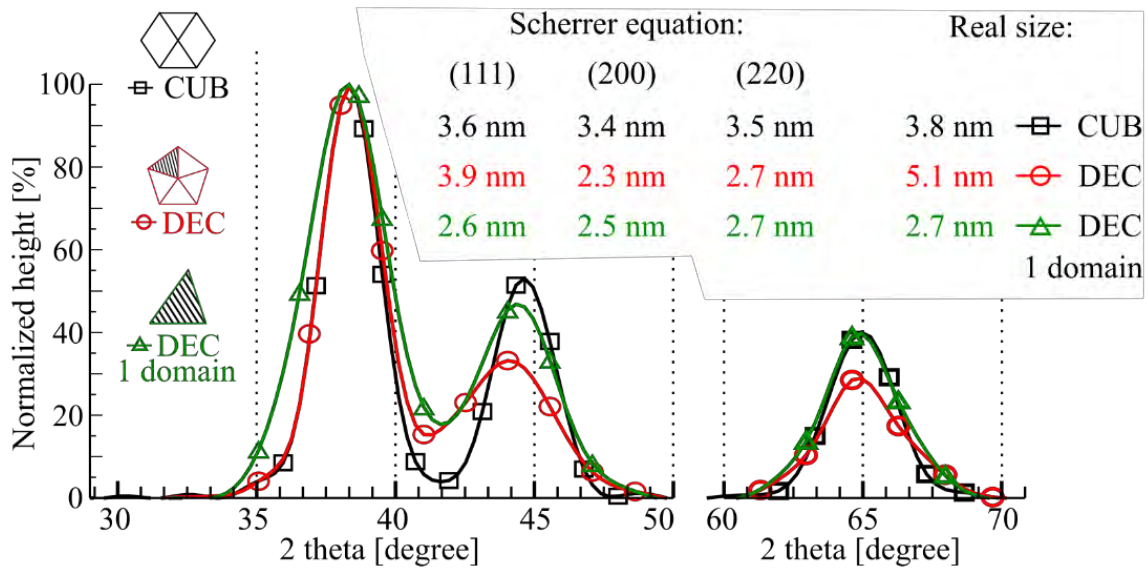 Scherrer equation: Real size:
(111) (200) (220)
3.6 nm 3.4 nm 3.5 nm 3.8 nm CUB
3.9 nm 2.3 nm 2.7 nm 5.1 nm DEC
2.6 nm 2.5 nm 2.7 nm 2.7 nm DEC
1 domain
CUB
DEC
DEC
1 domain
Normalized height [%]
100
80
60
40
20
0
30 35 40 45 50 60 65 70
2 theta [degree] 2 theta [degree]